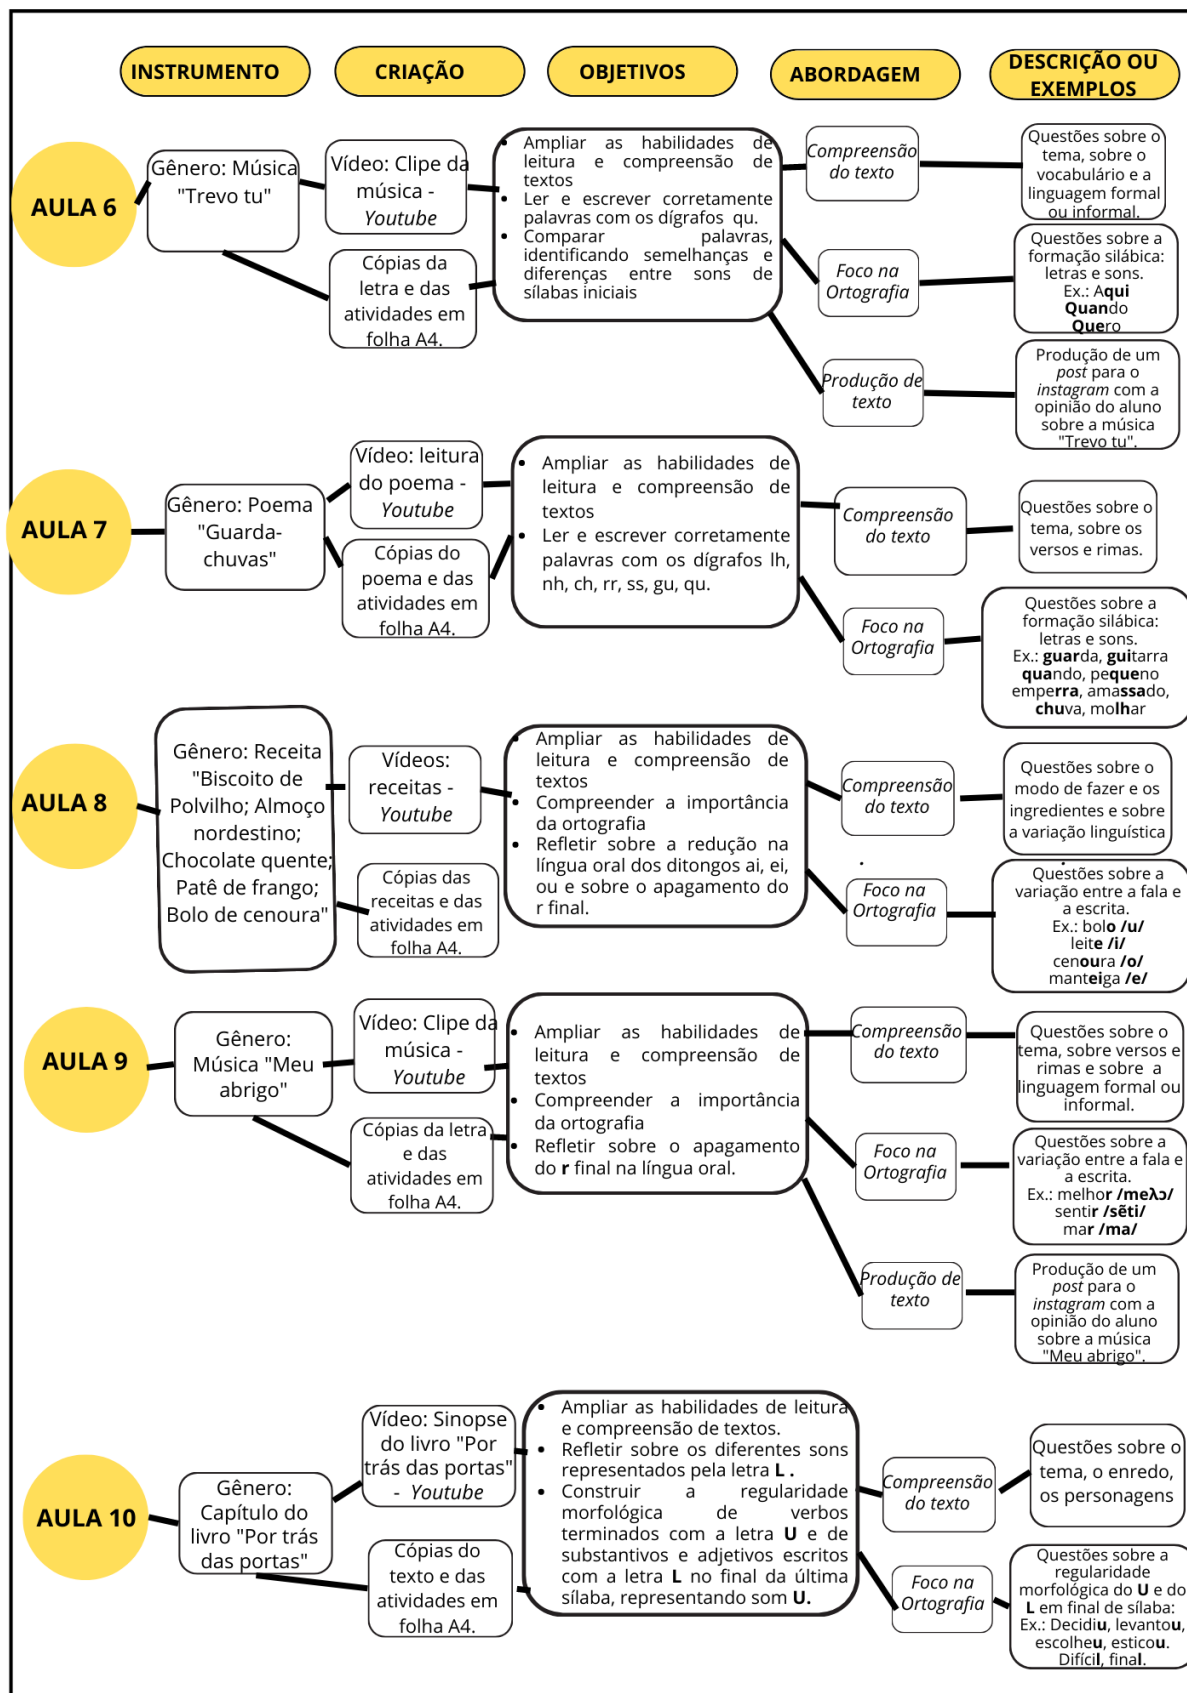 INSTRUMENTO
CRIAÇÃO
OBJETIVOS
ABORDAGEM
DESCRIÇÃO OU
EXEMPLOS
AULA 6
Gênero: Música
"Trevo tu"
Vídeo: Clipe da
música -
Youtube
Cópias da
letra e das
atividades em
folha A4.
Ampliar as habilidades de
leitura e compreensão de
textos
Ler e escrever corretamente
palavras com os dígrafos qu.
Comparar palavras,
identificando semelhanças e
diferenças entre sons de
sílabas iniciais
Compreensão
do texto
Questões sobre o
tema, sobre o
vocabulário e a
linguagem formal
ou informal.
Foco na
Ortografia
Questões sobre a
formação silábica:
letras e sons.
Ex.: Aqui
Quando
Quero
Produção de
texto
Produção de um
post para o
instagram com a
opinião do aluno
sobre a música
"Trevo tu".
AULA 7
Gênero: Poema
"Guarda-
chuvas"
Vídeo: leitura
do poema -
Youtube
Cópias do
poema e das
atividades em
folha A4.
Ampliar as habilidades de
leitura e compreensão de
textos
Ler e escrever corretamente
palavras com os dígrafos lh,
nh, ch, rr, ss, gu, qu.
Compreensão
do texto
Questões sobre o
tema, sobre os
versos e rimas.
Foco na
Ortografia
Questões sobre a
formação silábica:
letras e sons.
Ex.: guarda, guitarra
quando, pequeno
emperra, amassado,
chuva, molhar
AULA 8
Gênero: Receita
"Biscoito de
Polvilho; Almoço
nordestino;
Chocolate quente;
Patê de frango;
Bolo de cenoura"
Vídeos:
receitas -
Youtube
Cópias das
receitas e das
atividades em
folha A4.
Ampliar as habilidades de
leitura e compreensão de
textos
Compreender a importância
da ortografia
Refletir sobre a redução na
língua oral dos ditongos ai, ei,
ou e sobre o apagamento do
r final.
Compreensão
do texto
.
Questões sobre o
modo de fazer e os
ingredientes e sobre
a variação linguística
.
Foco na
Ortografia
Questões sobre a
variação entre a fala e
a escrita.
Ex.: bolo /u/
leite /i/
cenoura /o/
manteiga /e/
AULA 9
Gênero:
Música "Meu
abrigo"
Vídeo: Clipe da
música -
Youtube
Cópias da letra
e das
atividades em
folha A4.
Ampliar as habilidades de
leitura e compreensão de
textos
Compreender a importância
da ortografia
Refletir sobre o apagamento
do r final na língua oral.
Compreensão
do texto
Questões sobre o
tema, sobre versos e
rimas e sobre a
linguagem formal ou
informal.
Foco na
Ortografia
Questões sobre a
variação entre a fala e
a escrita.
Ex.: melhor /meλɔ/
sentir /sẽti/
mar /ma/
Produção de
texto
Produção de um
post para o
instagram com a
opinião do aluno
sobre a música
"Meu abrigo".
AULA 10
Gênero:
Capítulo do
livro "Por trás
das portas"
Vídeo: Sinopse
do livro "Por
trás das portas"
- Youtube
Cópias do
texto e das
atividades em
folha A4.
Ampliar as habilidades de leitura
e compreensão de textos.
Refletir sobre os diferentes sons
representados pela letra L .
Construir a regularidade
morfológica de verbos
terminados com a letra U e de
substantivos e adjetivos escritos
com a letra L no final da última
sílaba, representando som U.
Compreensão
do texto
Questões sobre o
tema, o enredo,
os personagens
Foco na
Ortografia
Questões sobre a
regularidade
morfológica do U e do
L em final de sílaba:
Ex.: Decidiu, levantou,
escolheu, esticou.
Difícil, final.